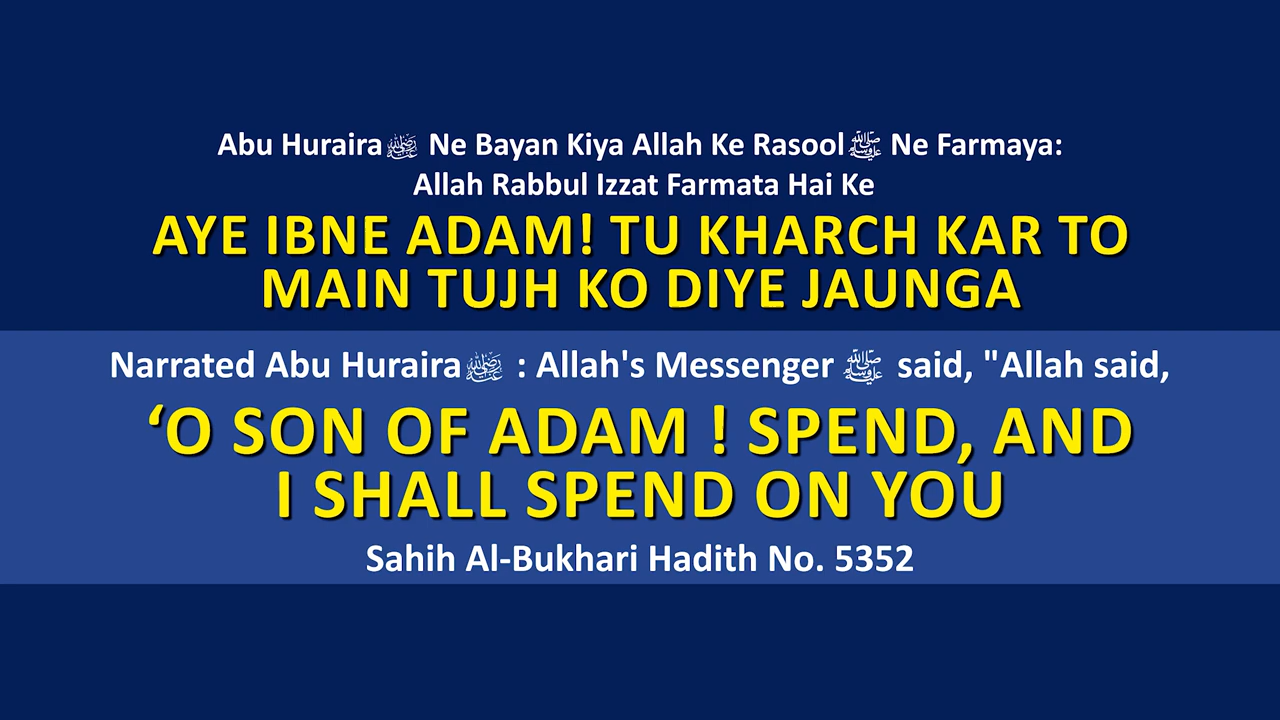 Abu Huraira رضي الله عنه Ne Bayan Kiya Allah Ke Rasool ﷺ Ne Farmaya:
Allah Rabbul Izzat Farmata Hai Ke
AYE IBNE ADAM! TU KHARCH KAR TO
MAIN TUJH KO DIYE JAUNGA
Narrated Abu Huraira رضي الله عنه : Allah's Messenger ﷺ said, "Allah said,
‘O SON OF ADAM ! SPEND, AND
I SHALL SPEND ON YOU
Sahih Al-Bukhari Hadith No. 5352